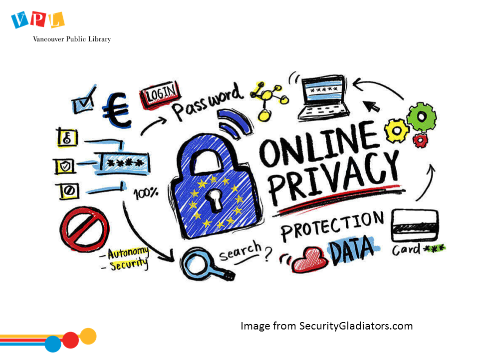 VPL
Vancouver Public Library
LOGIN
Password
€
****
100%
ONLINE
PRIVACY
PROTECTION
DATA
- Autonomy
- Security
Search?
Card ***
Image from SecurityGladiators.com